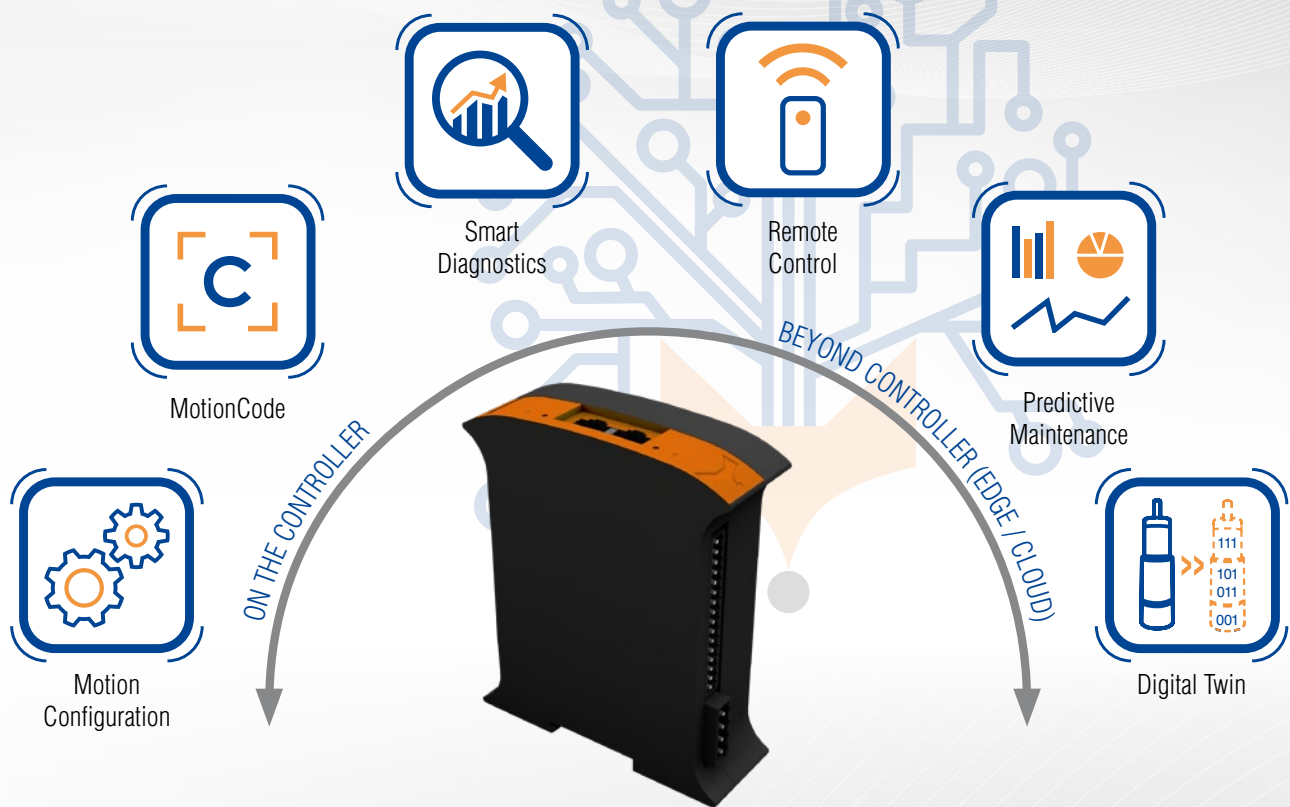 Smart
Diagnostics
Remote
Control
C
MotionCode
Predictive
Maintenance
Motion
Configuration
ON THE CONTROLLER
BEYOND CONTROLLER (EDGE / CLOUD)
111
101
011
001
Digital Twin